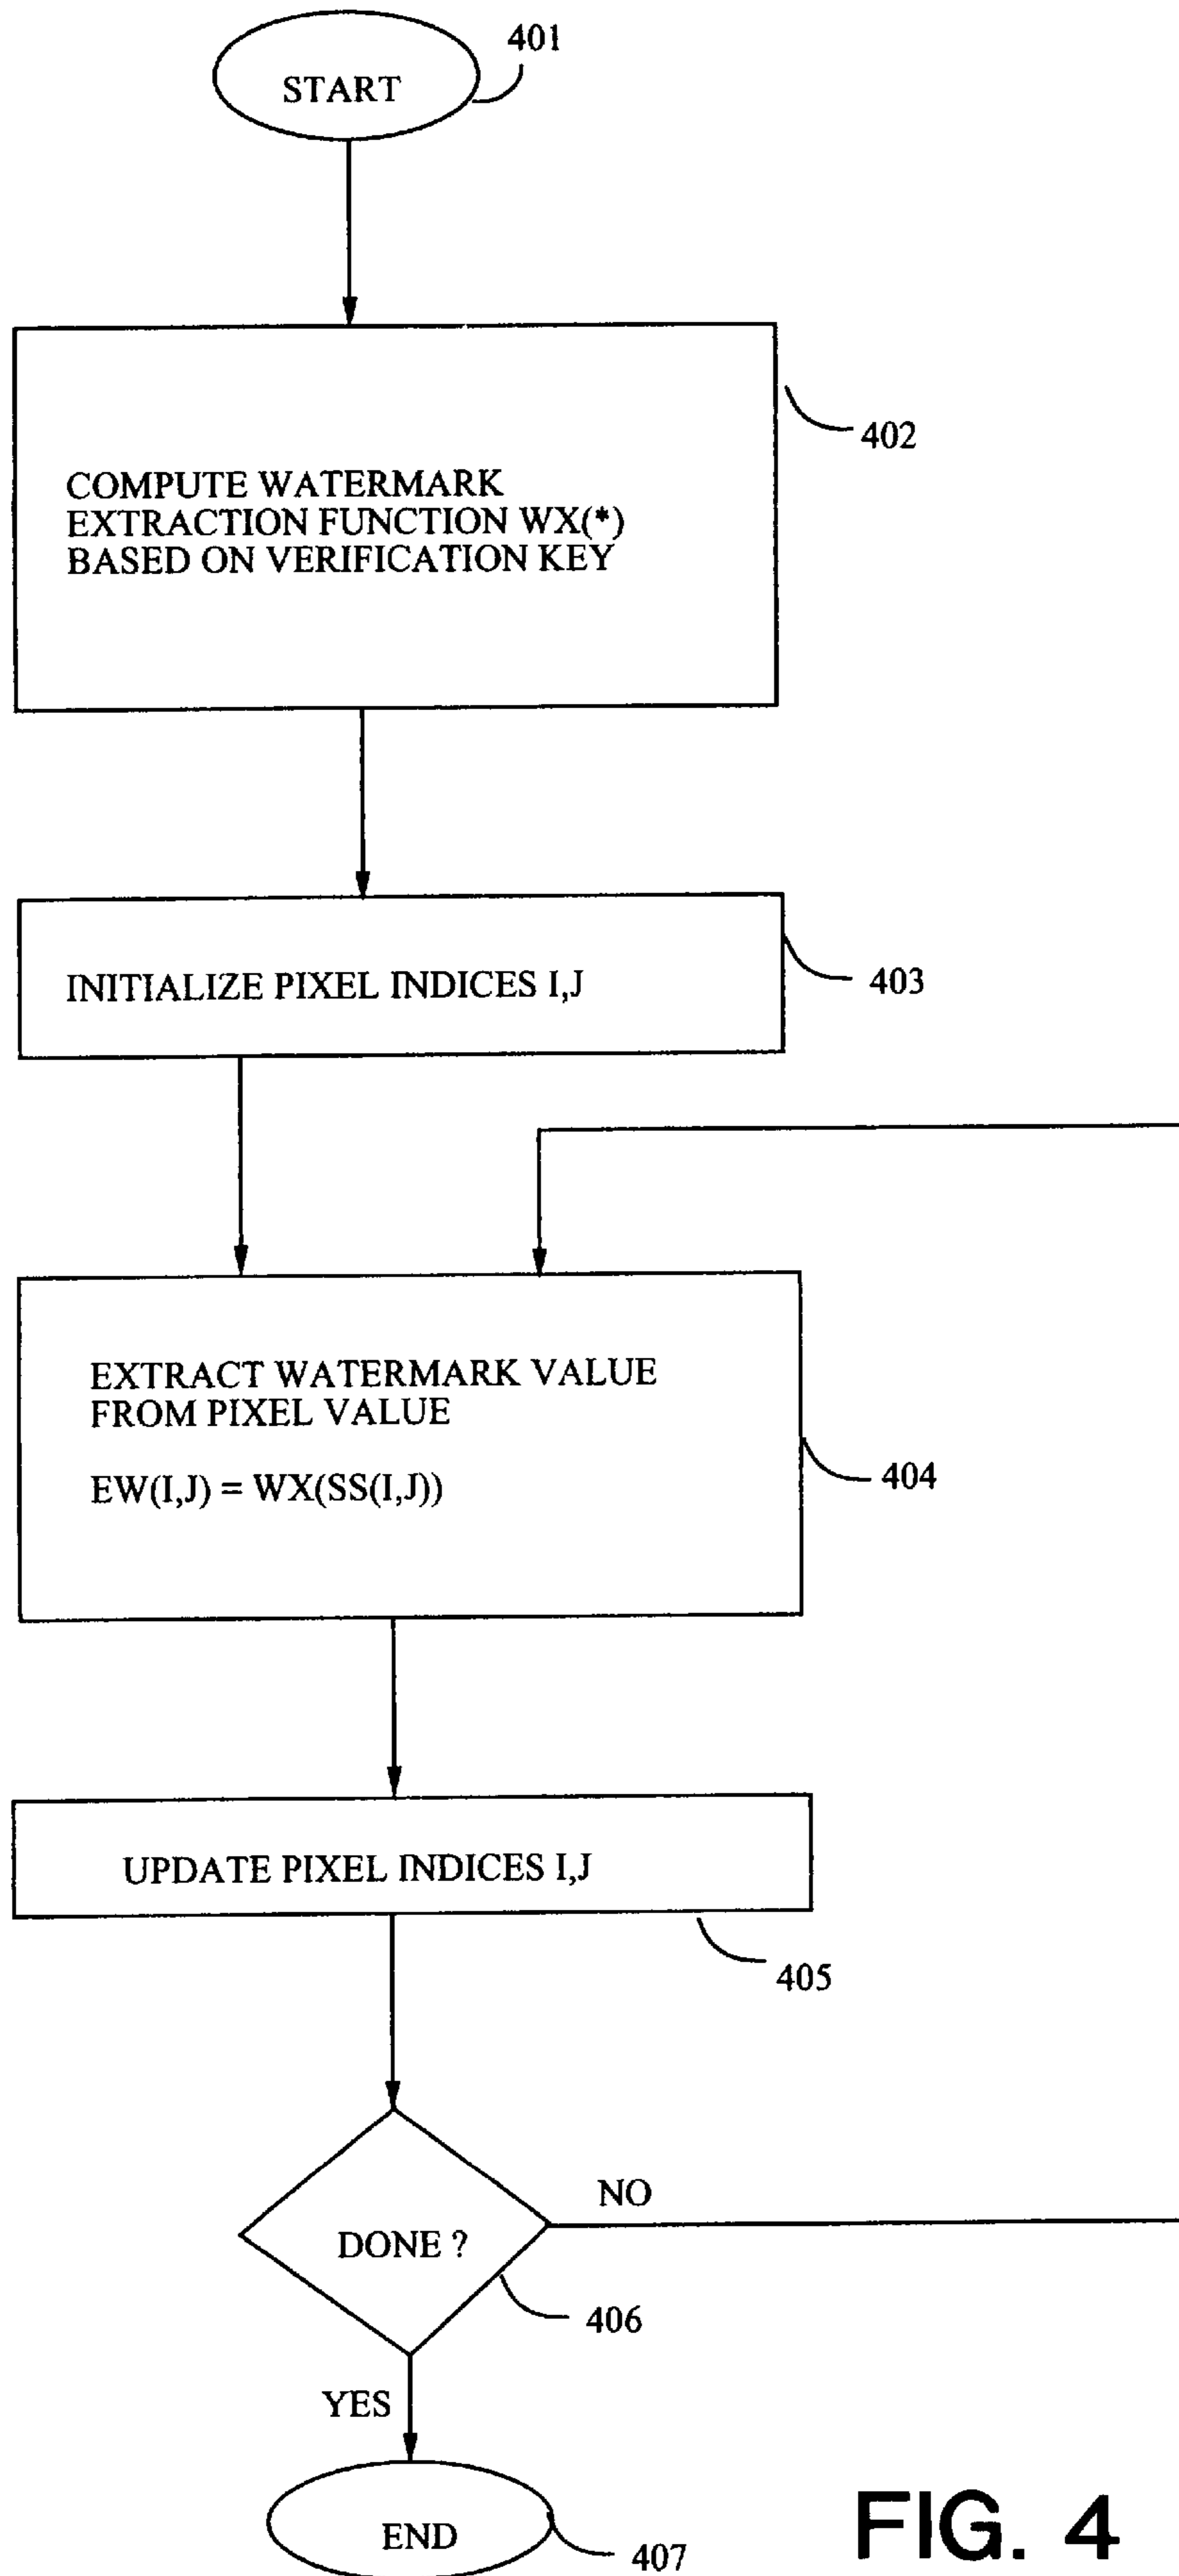 401
START
402
COMPUTE WATERMARK
EXTRACTION FUNCTION WX(*)
BASED ON VERIFICATION KEY
INITIALIZE PIXEL INDICES I,J
403
EXTRACT WATERMARK VALUE
FROM PIXEL VALUE
EW(I,J) = WX(SS(I,J))
404
UPDATE PIXEL INDICES I,J
405
NO
DONE ?
406
YES
END
407
FIG. 4